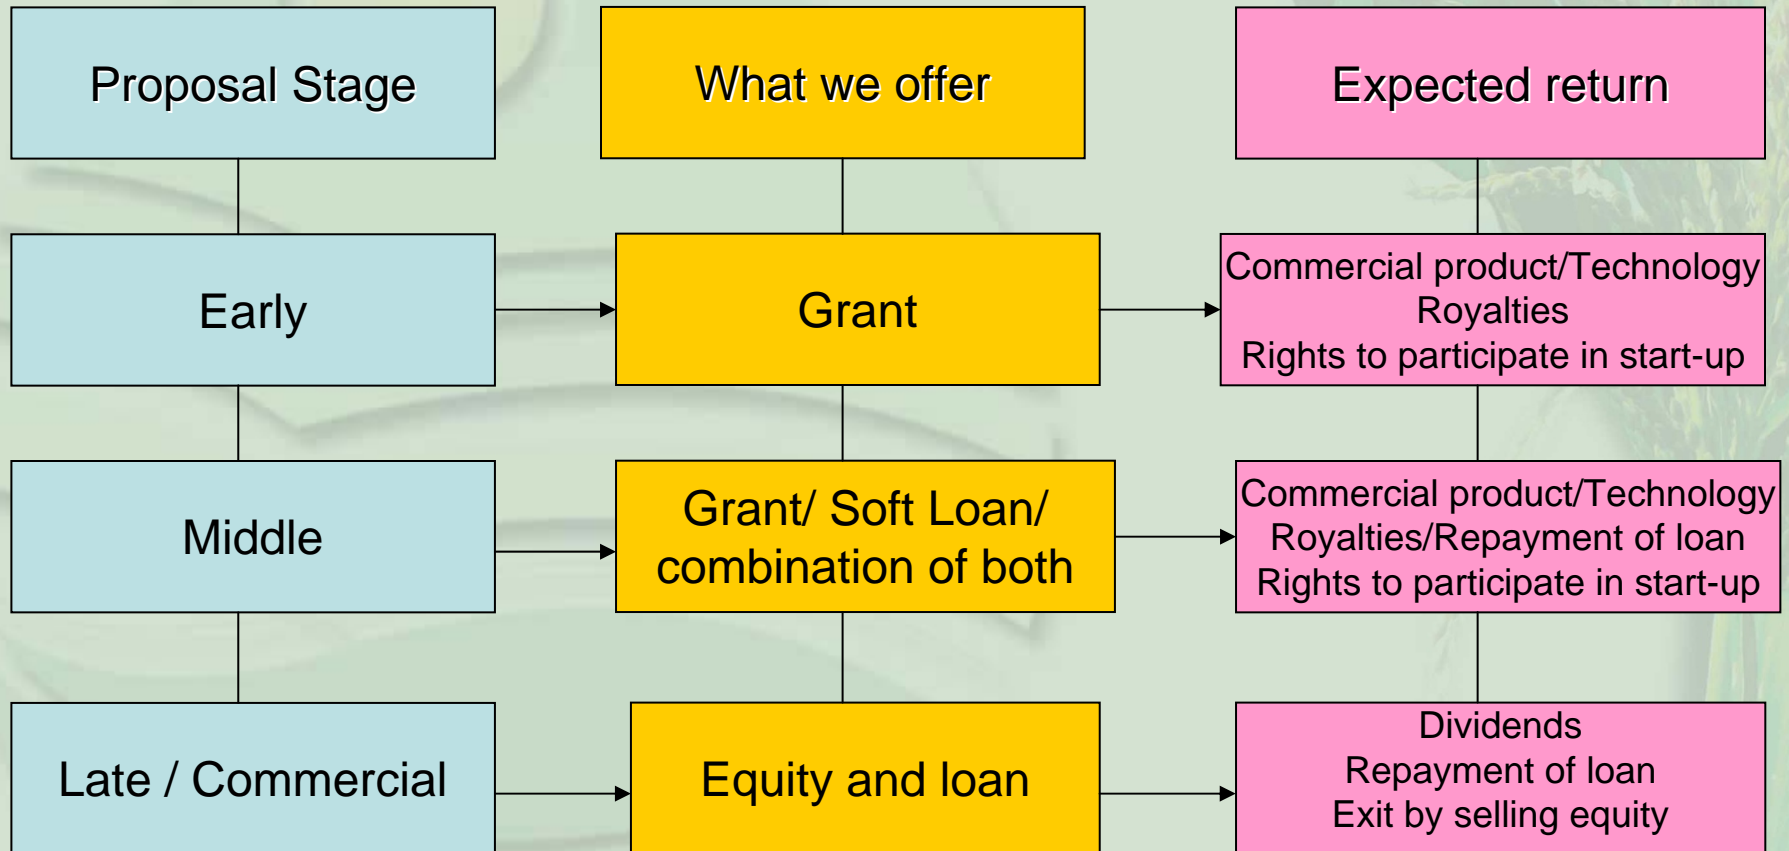 Proposal Stage
What we offer
Expected return
Early
Grant
Commercial product/Technology
Royalties
Rights to participate in start-up
Middle
Grant/ Soft Loan/
combination of both
Commercial product/Technology
Royalties/Repayment of loan
Rights to participate in start-up
Late / Commercial
Equity and loan
Dividends
Repayment of loan
Exit by selling equity